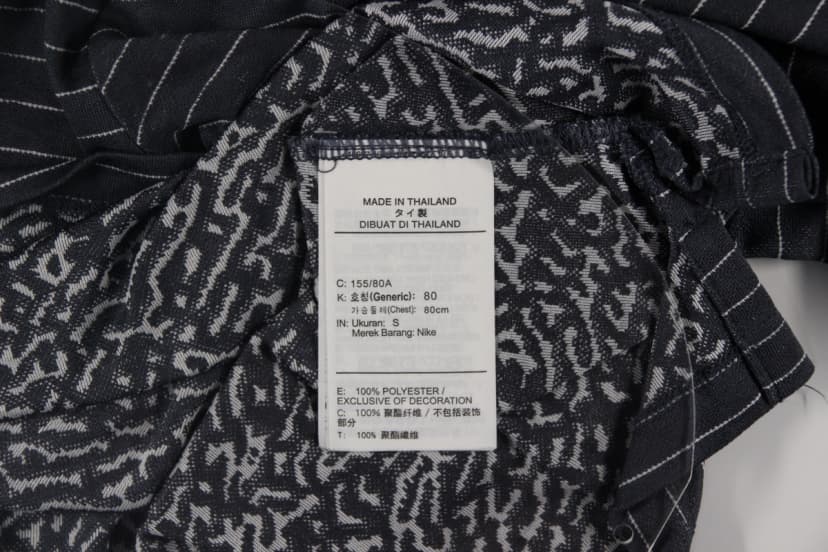 MADE IN THAILAND
タイ製
DIBUAT DI THAILAND
C: 155/80A
K: 호칭(Generic): 80
가슴둘레(Chest): 80cm
IN: Ukuran: S
Merek Barang: Nike
E: 100% POLYESTER /
EXCLUSIVE OF DECORATION
C: 100% 聚酯纤维 / 不包括装饰
部分
T: 100% 聚酯纖維